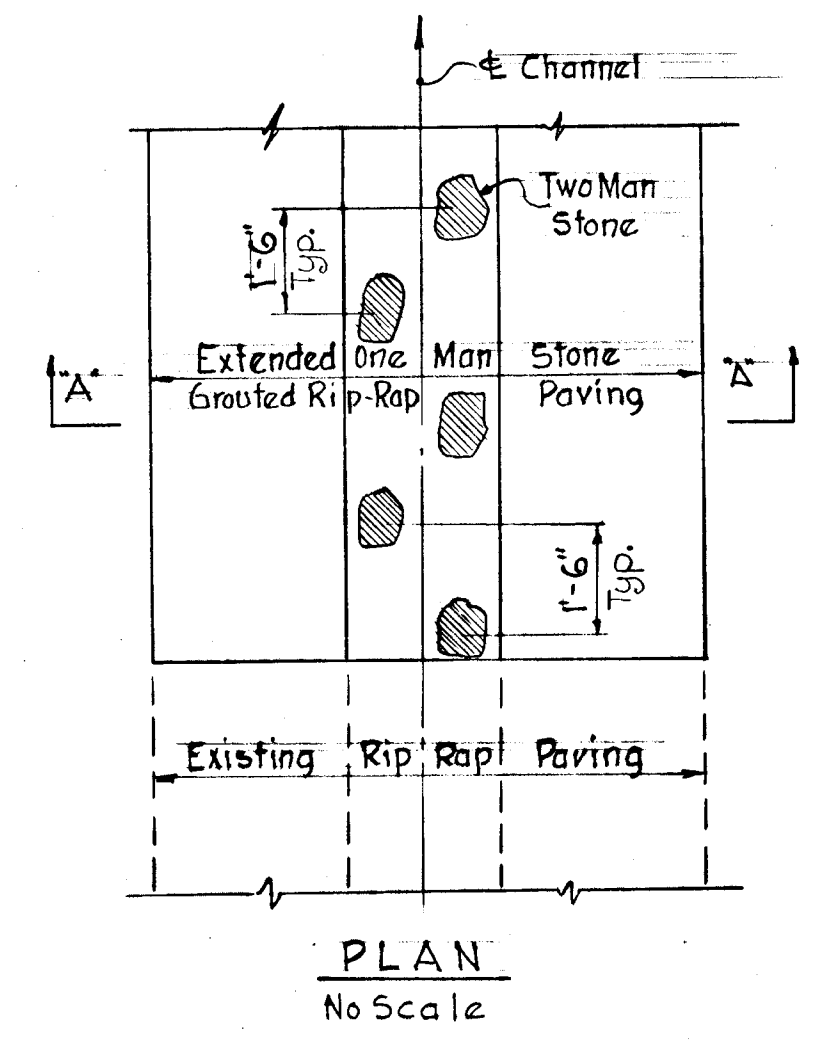 ℄ Channel
Two Man
Stone
1'-6"
Typ.
Extended One Man Stone
Grouted Rip-Rap Paving
"A"
"A"
1'-6"
Typ.
Existing Rip Rap Paving
PLAN
No Scale